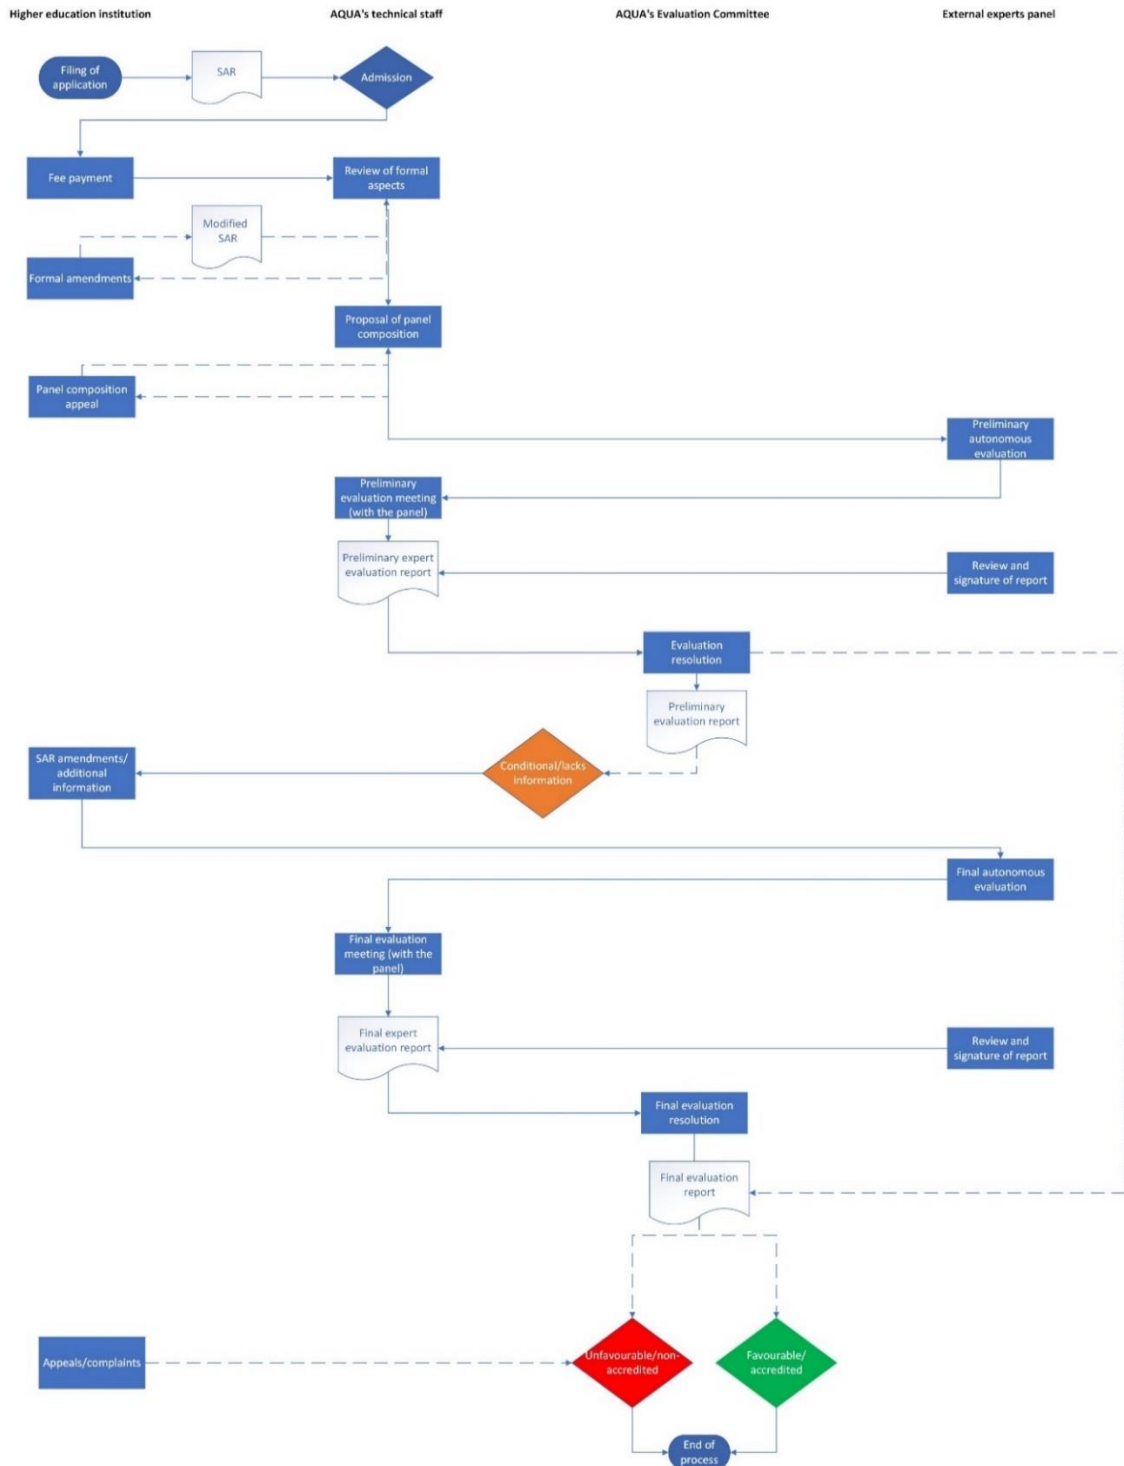 Higher education institution
AQUA's technical staff
AQUA's Evaluation Committee
External experts panel
Filing of
application
SAR
Admission
Fee payment
Review of formal
aspects
Modified
SAR
Formal amendments
Proposal of panel
composition
Panel composition
appeal
Preliminary
autonomous
evaluation
Preliminary
evaluation meeting
(with the panel)
Preliminary expert
evaluation report
Review and
signature of report
Evaluation
resolution
Preliminary
evaluation report
SAR amendments/
additional
information
Conditional/lacks
information
Final autonomous
evaluation
Final evaluation
meeting (with the
panel)
Final expert
evaluation report
Review and
signature of report
Final evaluation
resolution
Final evaluation
report
Appeals/complaints
Unfavourable/non-
accredited
Favourable/
accredited
End of
process